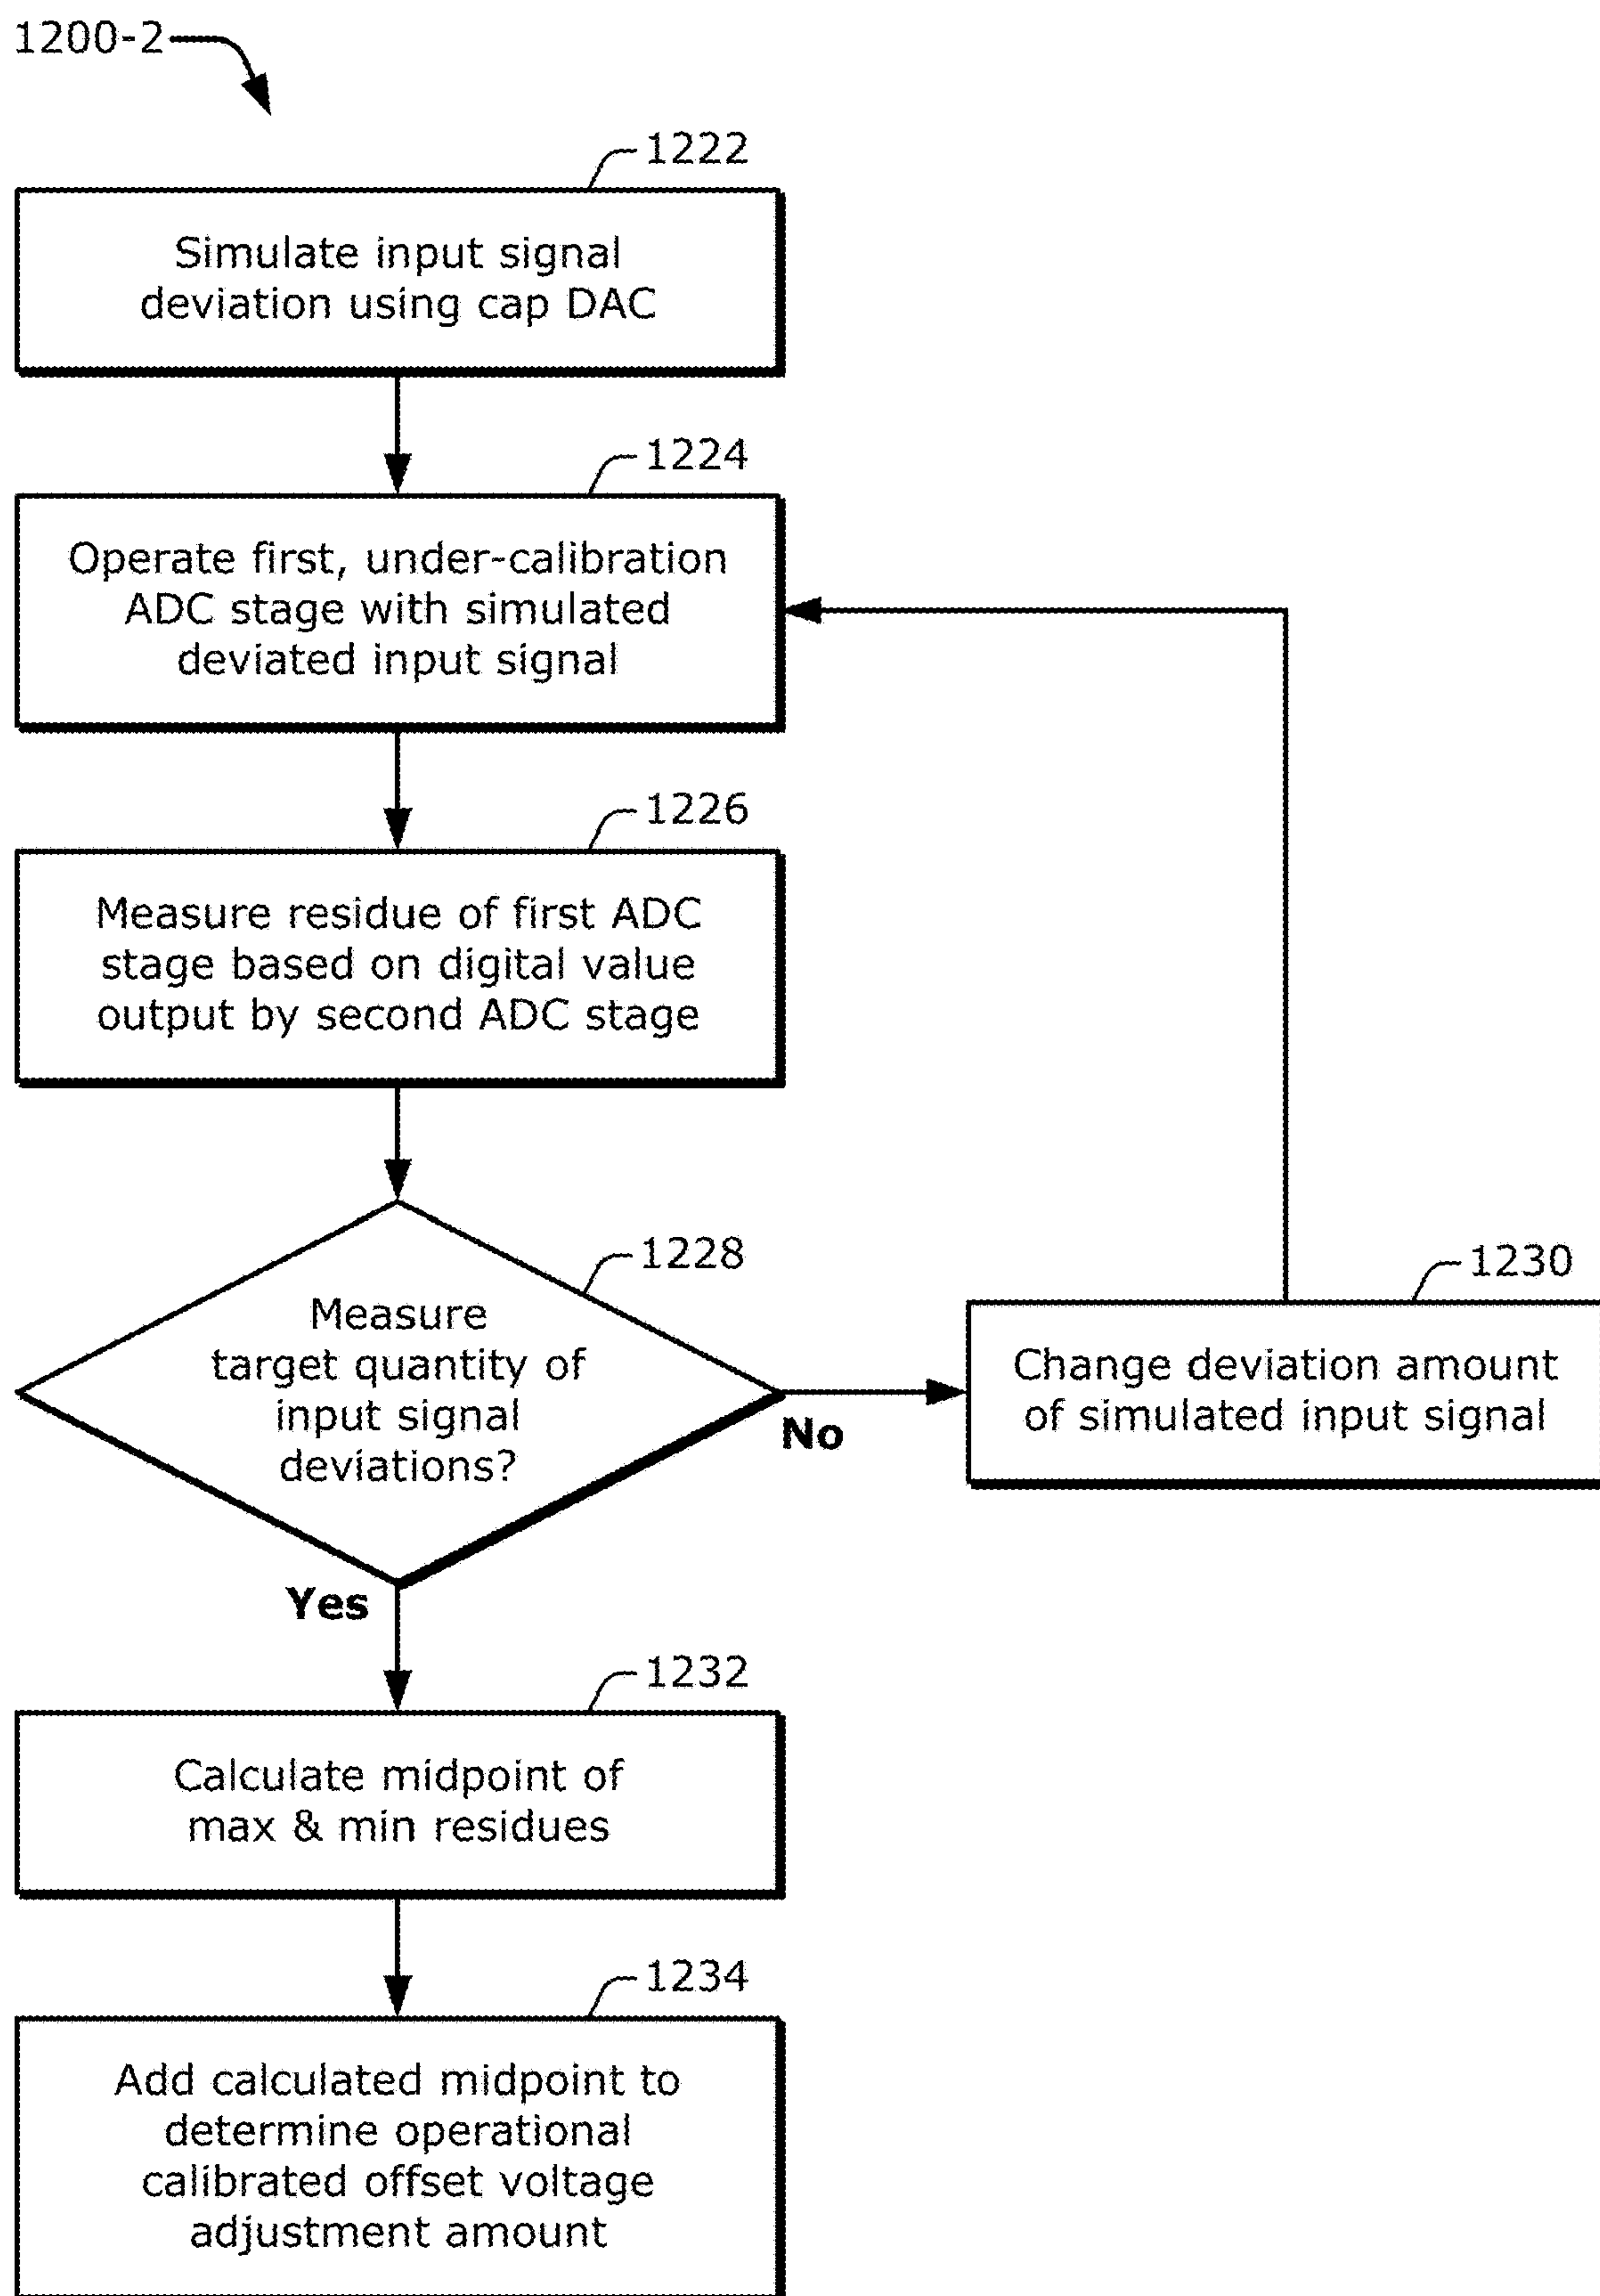 1200-2
1222
Simulate input signal
deviation using cap DAC
1224
Operate first, under-calibration
ADC stage with simulated
deviated input signal
1226
Measure residue of first ADC
stage based on digital value
output by second ADC stage
1228
Measure
target quantity of
input signal
deviations?
No
1230
Change deviation amount
of simulated input signal
Yes
1232
Calculate midpoint of
max & min residues
1234
Add calculated midpoint to
determine operational
calibrated offset voltage
adjustment amount